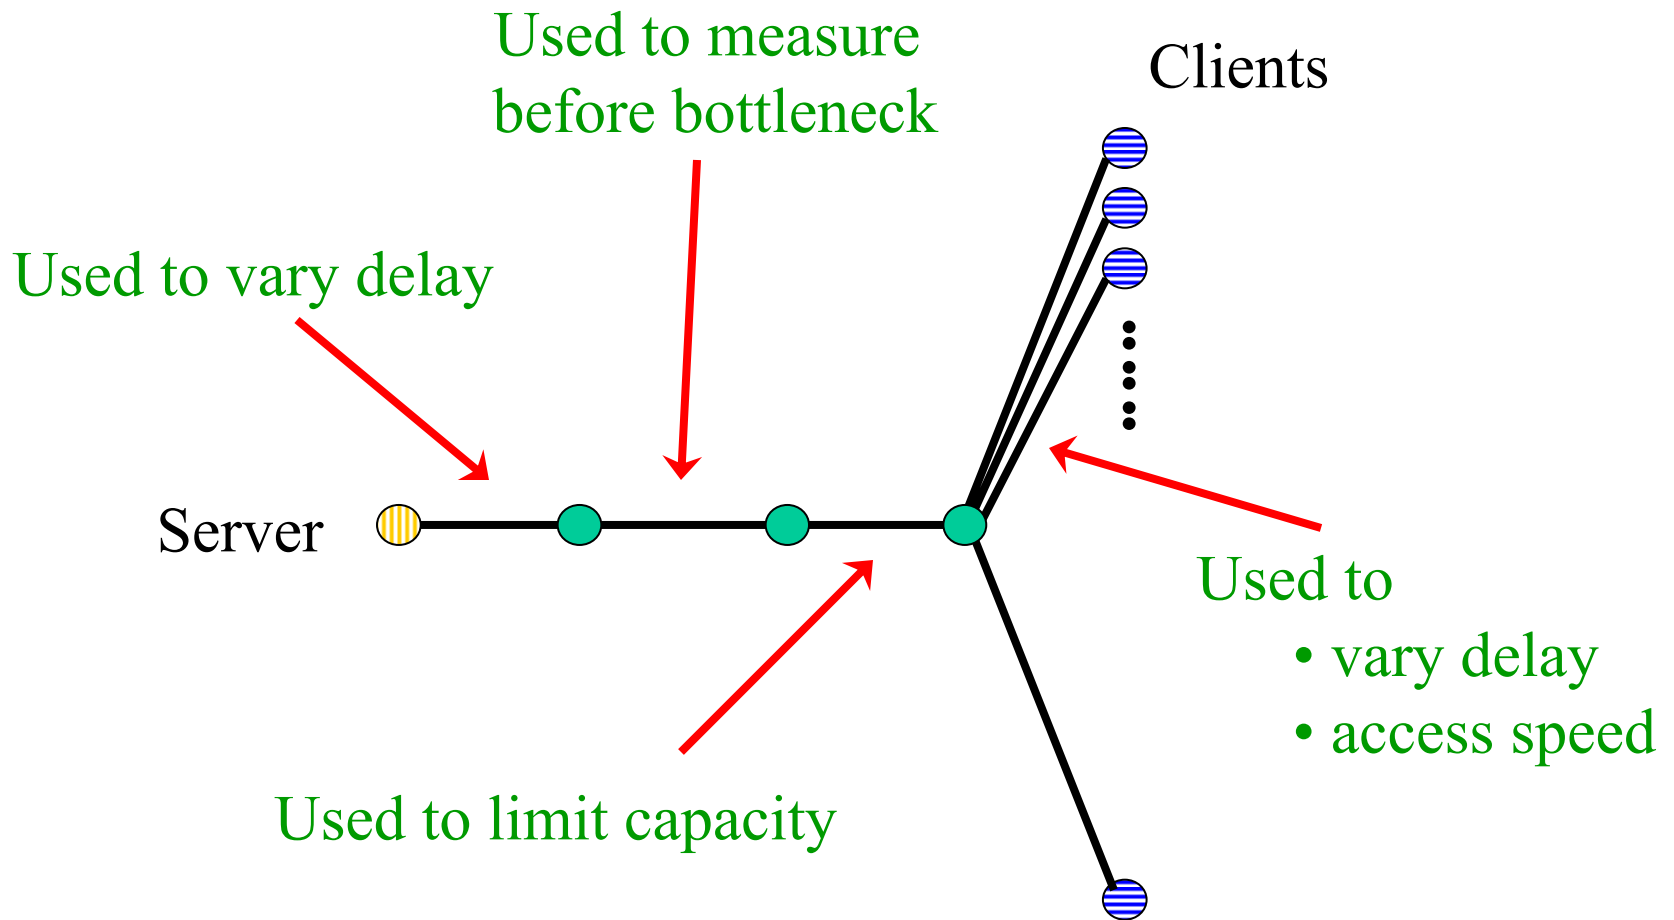 Used to measure
before bottleneck
Clients
Used to vary delay
Server
Used to
• vary delay
• access speed
Used to limit capacity